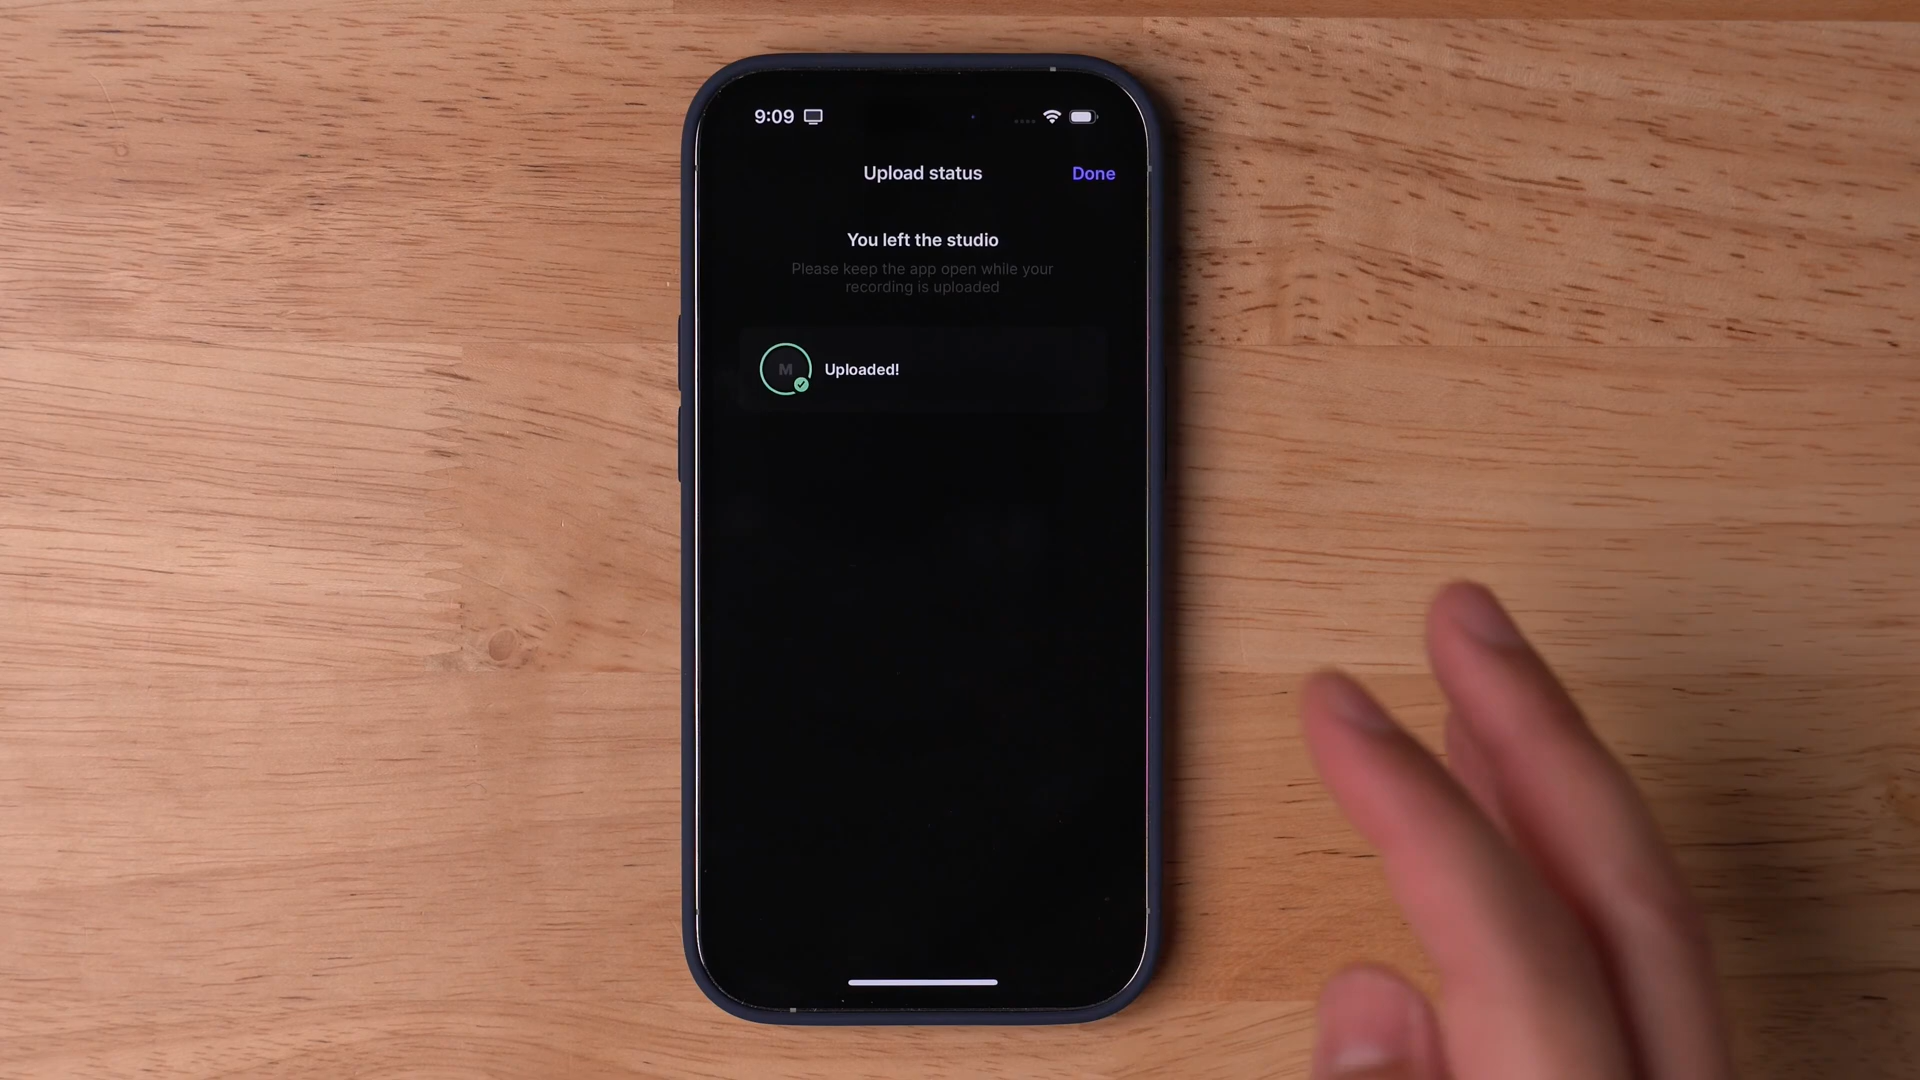 9:09
Upload status
Done
You left the studio
Please keep the app open while your
recording is uploaded
M
Uploaded!